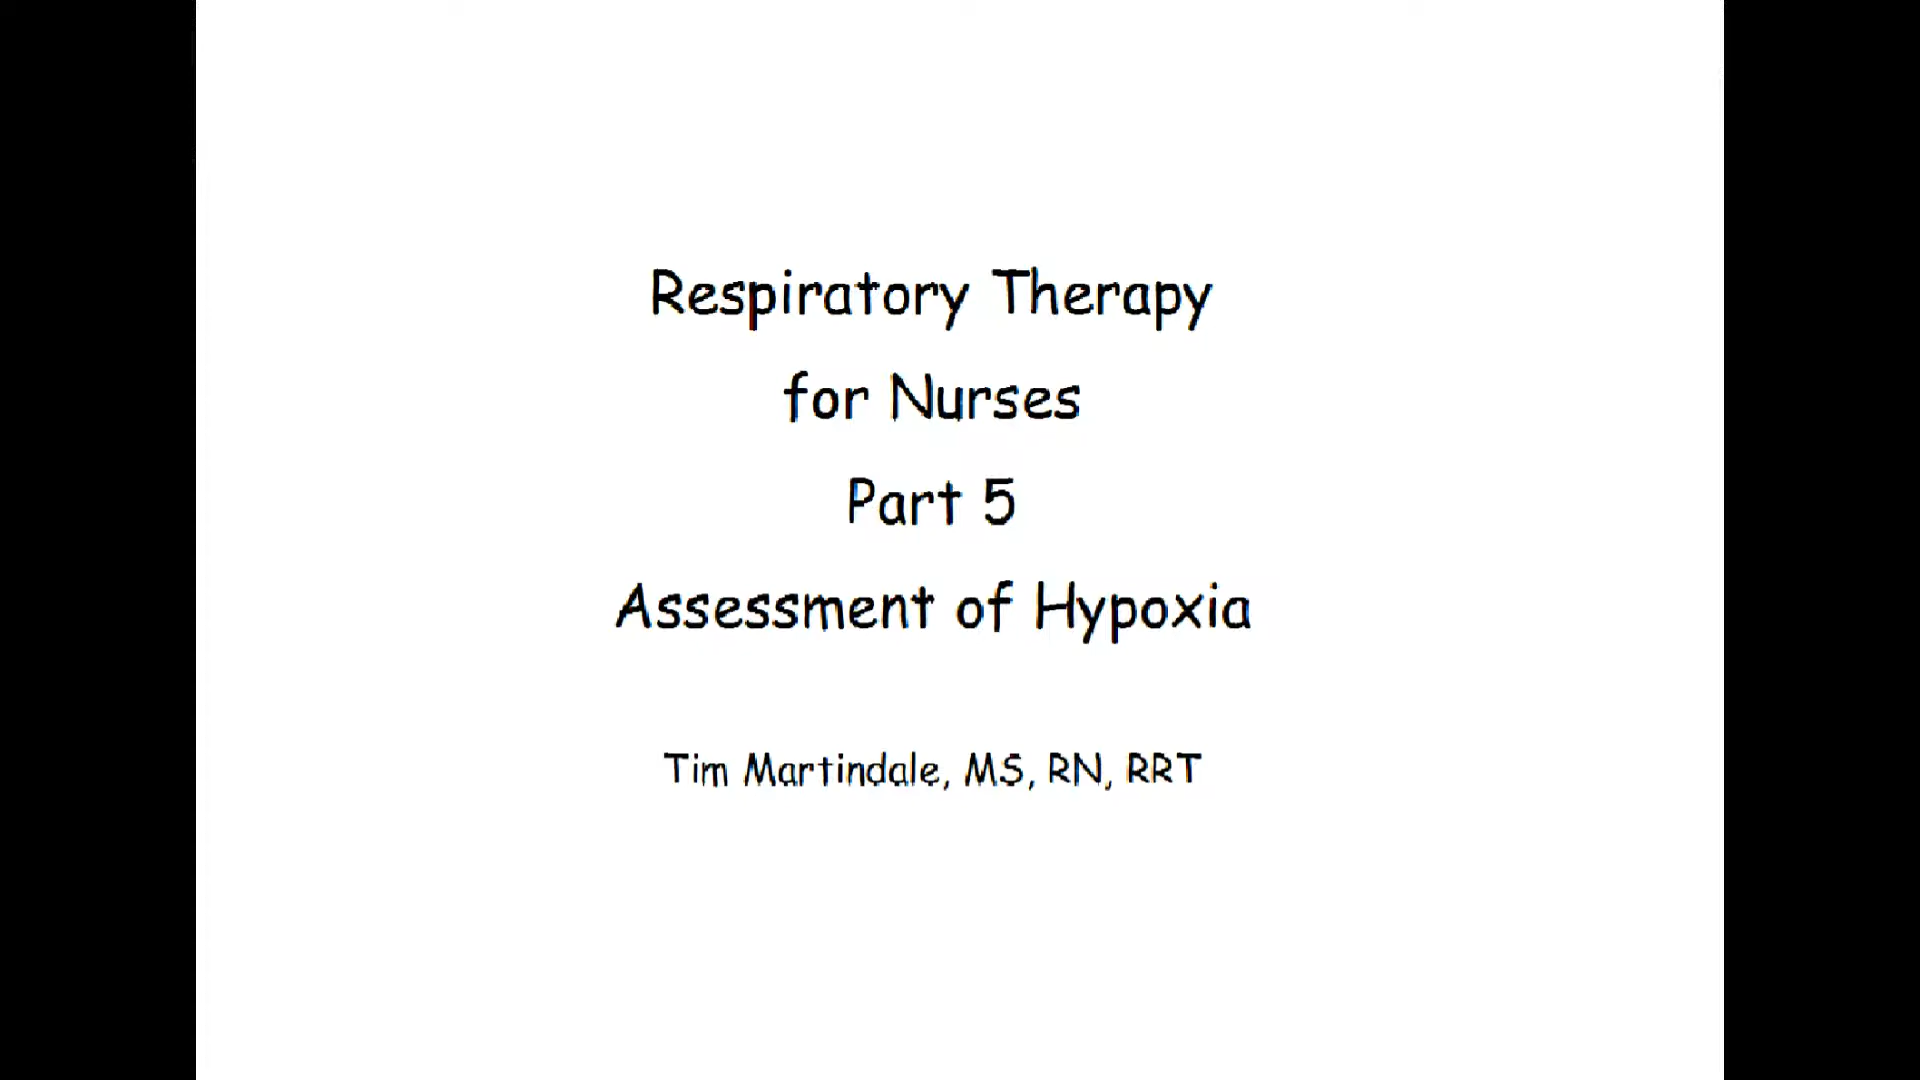 Respiratory Therapy
for Nurses
Part 5
Assessment of Hypoxia
Tim Martindale, MS, RN, RRT